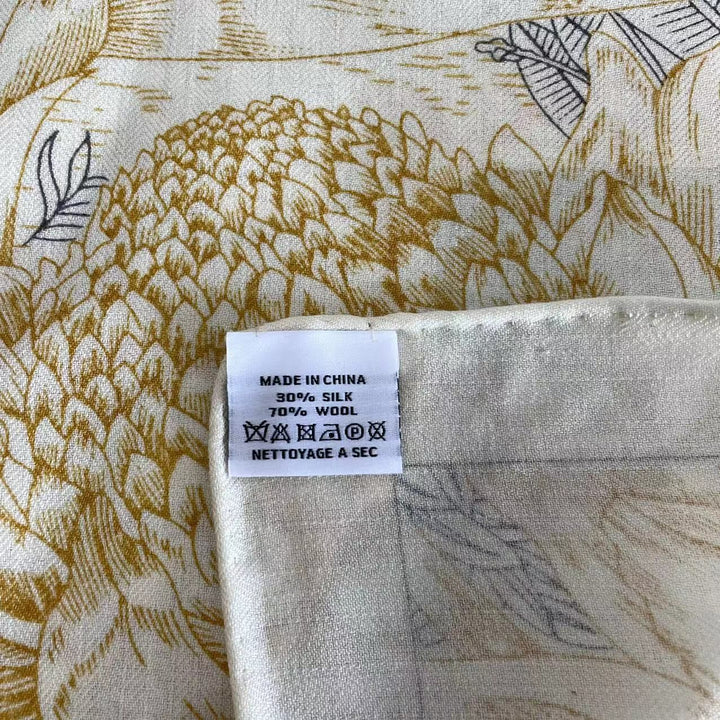 MADE IN CHINA
30% SILK
70% WOOL
P
NETTOYAGE A SEC